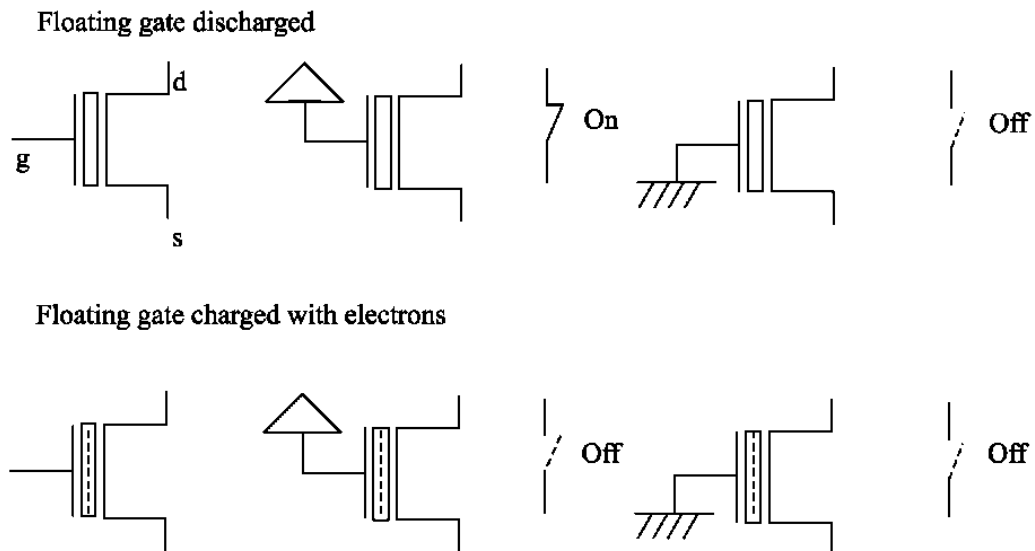 Floating gate discharged
d
g
s
On
Off
Floating gate charged with electrons
Off
Off